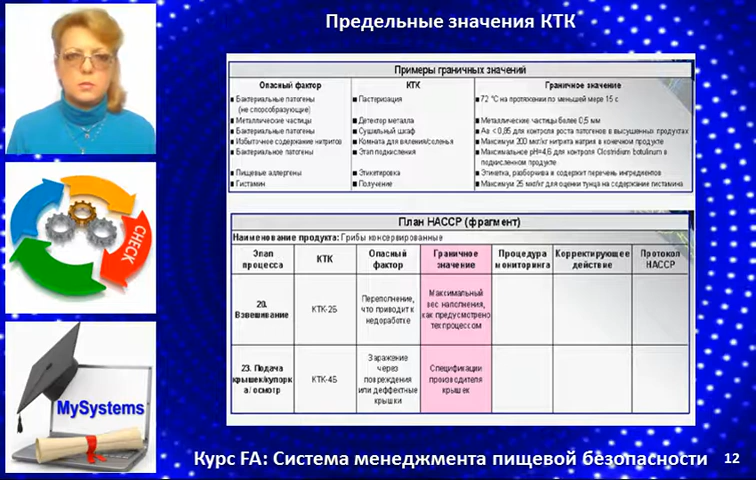 Предельные значения КТК
Примеры граничных значений
Опасный фактор КТК Граничное значение
Бактериальные патогены Пастеризация 72 °C на протяжении по меньшей мере 15 с
(не способобразующие)
Металлические частицы Детектор металла Металлические частицы более 0,5 мм
Бактериальные патогены Сушильный шкаф Aв < 0,85 для контроля роста патогенов в высушенных продуктах
Избыточное содержание нитритов Комната для вяления/соленья Максимум 200 мкг/кг нитрита натрия в конечном продукте
Бактериальные патогены Этап подкисления Максимальное pH=4,6 для контроля Clostridium botulinum в
подкисленном продукте
Пищевые аллергены Этикетировка Этикетка, разборчива и содержит перечень ингредиентов
Гистамин Получение Максимум 25 мкг/кг для оценки тунца на содержание гистамина
План НАССР (фрагмент)
Наименование продукта: Грибы консервированные
Этап процесса КТК Опасный фактор Граничное значение Процедура мониторинга Корректирующее действие Протокол НАССР
20. Взвешивание КТК-2Б Переполнение, что приводит к недоработке Максимальный вес наполнения, как предусмотрено техпроцессом
23. Подача крышек/купорка/ осмотр КТК-4Б Заражение через повреждения или деффектные крышки Спецификации производителя крышек
CHECK
MySystems
Курс FA: Система менеджмента пищевой безопасности 12